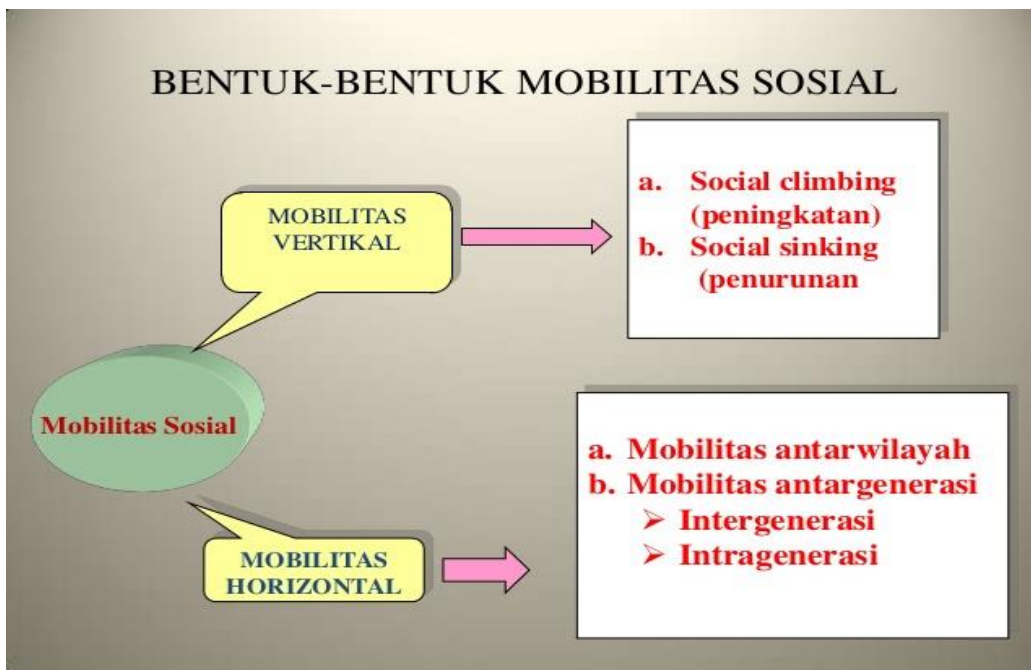 BENTUK-BENTUK MOBILITAS SOSIAL
MOBILITAS
VERTIKAL
a. Social climbing
(peningkatan)
b. Social sinking
(penurunan
Mobilitas Sosial
MOBILITAS
HORIZONTAL
a. Mobilitas antarwilayah
b. Mobilitas antargenerasi
➢ Intergenerasi
➢ Intragenerasi